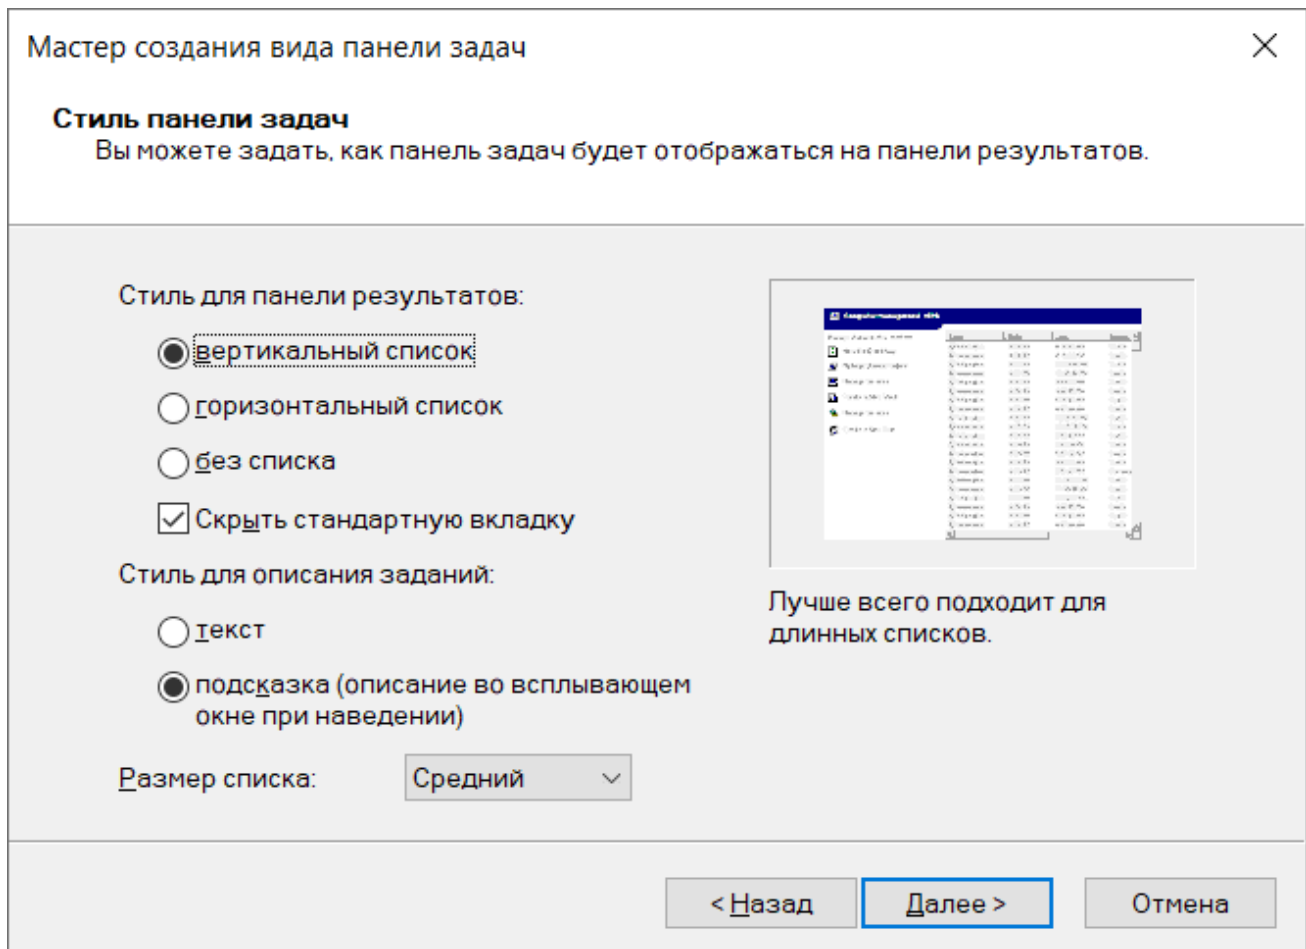 Мастер создания вида панели задач
Стиль панели задач
Вы можете задать, как панель задач будет отображаться на панели результатов.
Стиль для панели результатов:
вертикальный список
горизонтальный список
без списка
Скрыть стандартную вкладку
Стиль для описания заданий:
текст
подсказка (описание во всплывающем
окне при наведении)
Размер списка:
Средний
Лучше всего подходит для
длинных списков.
< Назад
Далее >
Отмена